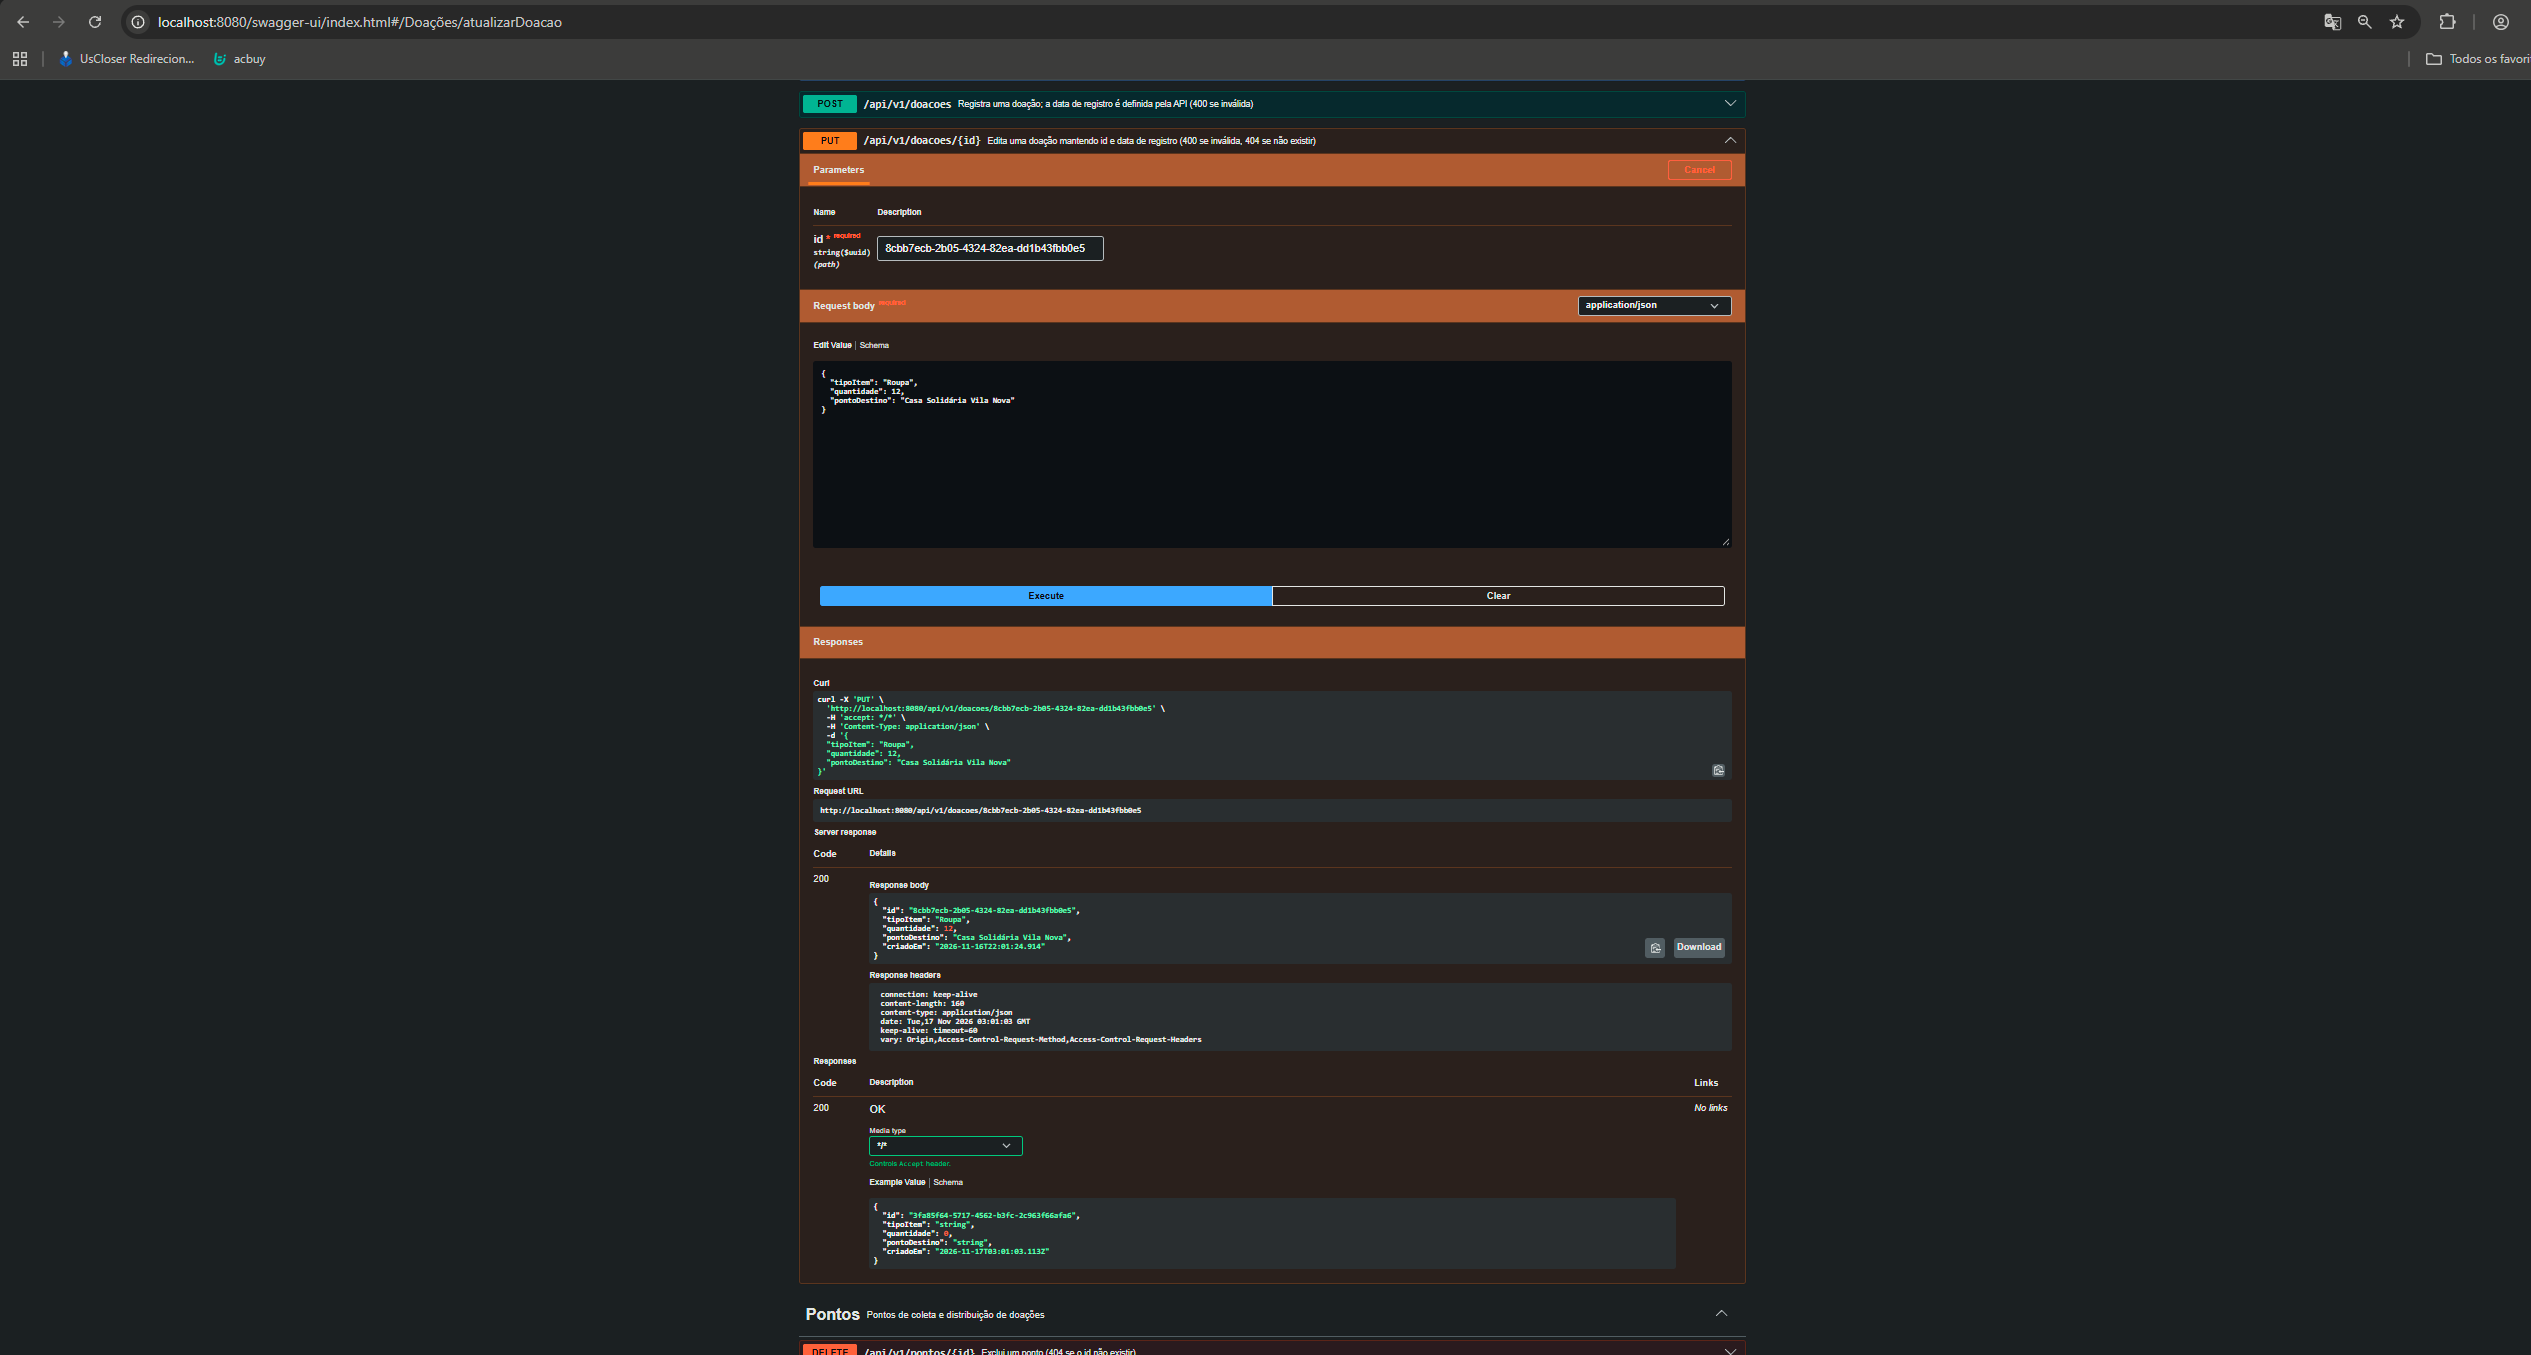 localhost:8080/swagger-ui/index.html#/Doações/atualizarDoacao
UsCloser Redirecion... acbuy Todos os favori
POST /api/v1/doacoes Registra uma doação; a data de registro é definida pela API (400 se inválida)
PUT /api/v1/doacoes/{id} Edita uma doação mantendo id e data de registro (400 se inválida, 404 se não existir)
Parameters Cancel
Name Description
id * required
string($uuid)
(path)
8cbb7ecb-2b05-4324-82ea-dd1b43fbb0e5
Request body required application/json
Edit Value | Schema
{
"tipoItem": "Roupa",
"quantidade": 12,
"pontoDestino": "Casa Solidária Vila Nova"
}
Execute Clear
Responses
Curl
curl -X 'PUT' \
'http://localhost:8080/api/v1/doacoes/8cbb7ecb-2b05-4324-82ea-dd1b43fbb0e5' \
-H 'accept: */*' \
-H 'Content-Type: application/json' \
-d '{
"tipoItem": "Roupa",
"quantidade": 12,
"pontoDestino": "Casa Solidária Vila Nova"
}'
Request URL
http://localhost:8080/api/v1/doacoes/8cbb7ecb-2b05-4324-82ea-dd1b43fbb0e5
Server response
Code Details
200
Response body
{
"id": "8cbb7ecb-2b05-4324-82ea-dd1b43fbb0e5",
"tipoItem": "Roupa",
"quantidade": 12,
"pontoDestino": "Casa Solidária Vila Nova",
"criadoEm": "2026-11-16T22:01:24.914"
}
Download
Response headers
connection: keep-alive
content-length: 160
content-type: application/json
date: Tue,17 Nov 2026 03:01:03 GMT
keep-alive: timeout=60
vary: Origin,Access-Control-Request-Method,Access-Control-Request-Headers
Responses
Code Description Links
200 OK No links
Media type
*/*
Controls Accept header.
Example Value | Schema
{
"id": "3fa85f64-5717-4562-b3fc-2c963f66afa6",
"tipoItem": "string",
"quantidade": 0,
"pontoDestino": "string",
"criadoEm": "2026-11-17T03:01:03.113Z"
}
Pontos Pontos de coleta e distribuição de doações
DELETE /api/v1/pontos/{id} Exclui um ponto (404 se o id não existir)